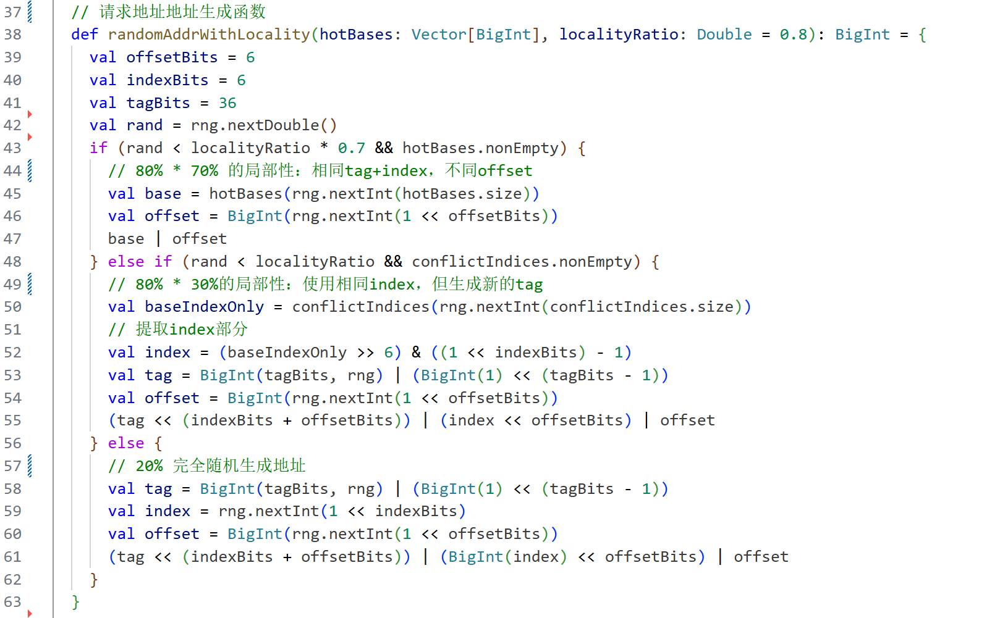 37 // 请求地址地址生成函数
38 def randomAddrWithLocality(hotBases: Vector[BigInt], localityRatio: Double = 0.8): BigInt = {
39 val offsetBits = 6
40 val indexBits = 6
41 val tagBits = 36
42 val rand = rng.nextDouble()
43 if (rand < localityRatio * 0.7 && hotBases.nonEmpty) {
44 // 80% * 70% 的局部性：相同tag+index，不同offset
45 val base = hotBases(rng.nextInt(hotBases.size))
46 val offset = BigInt(rng.nextInt(1 << offsetBits))
47 base | offset
48 } else if (rand < localityRatio && conflictIndices.nonEmpty) {
49 // 80% * 30%的局部性：使用相同index，但生成新的tag
50 val baseIndexOnly = conflictIndices(rng.nextInt(conflictIndices.size))
51 // 提取index部分
52 val index = (baseIndexOnly >> 6) & ((1 << indexBits) - 1)
53 val tag = BigInt(tagBits, rng) | (BigInt(1) << (tagBits - 1))
54 val offset = BigInt(rng.nextInt(1 << offsetBits))
55 (tag << (indexBits + offsetBits)) | (index << offsetBits) | offset
56 } else {
57 // 20% 完全随机生成地址
58 val tag = BigInt(tagBits, rng) | (BigInt(1) << (tagBits - 1))
59 val index = rng.nextInt(1 << indexBits)
60 val offset = BigInt(rng.nextInt(1 << offsetBits))
61 (tag << (indexBits + offsetBits)) | (BigInt(index) << offsetBits) | offset
62 }
63 }